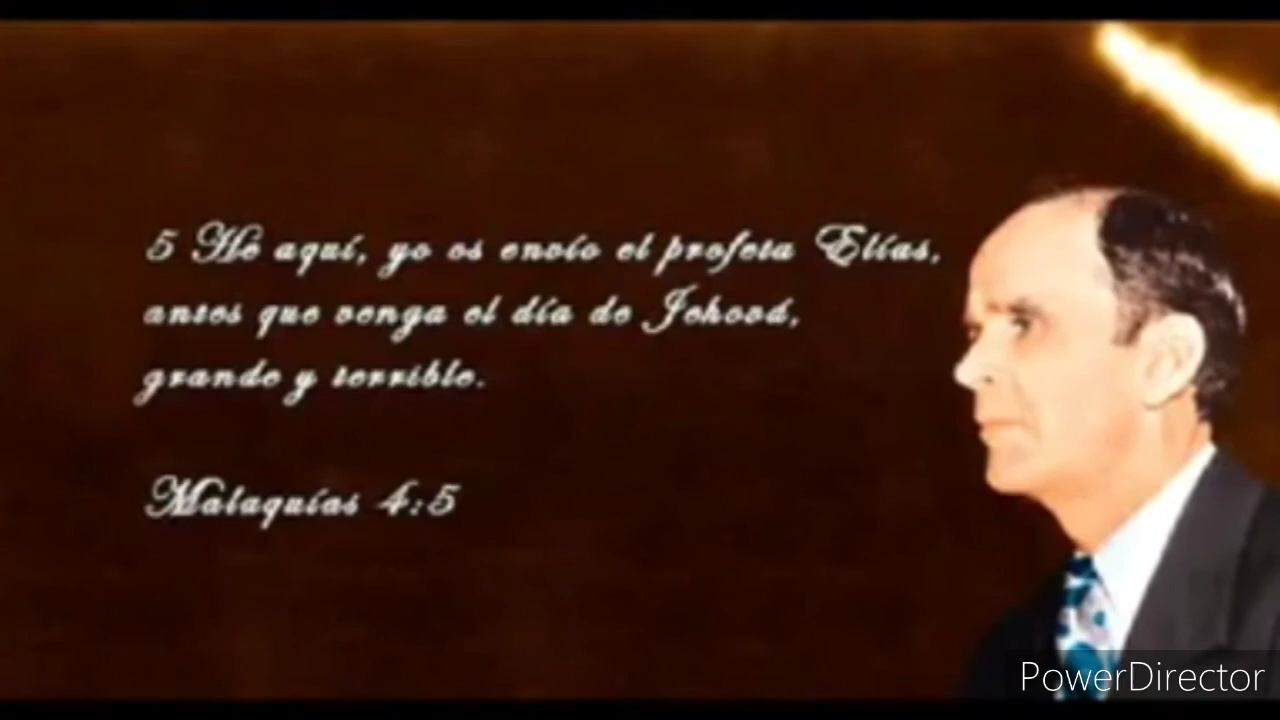 5 Hé aquí, yo os envío el profeta Elías,
antes que venga el día de Jehová,
grande y terrible.
Malaquías 4:5
PowerDirector